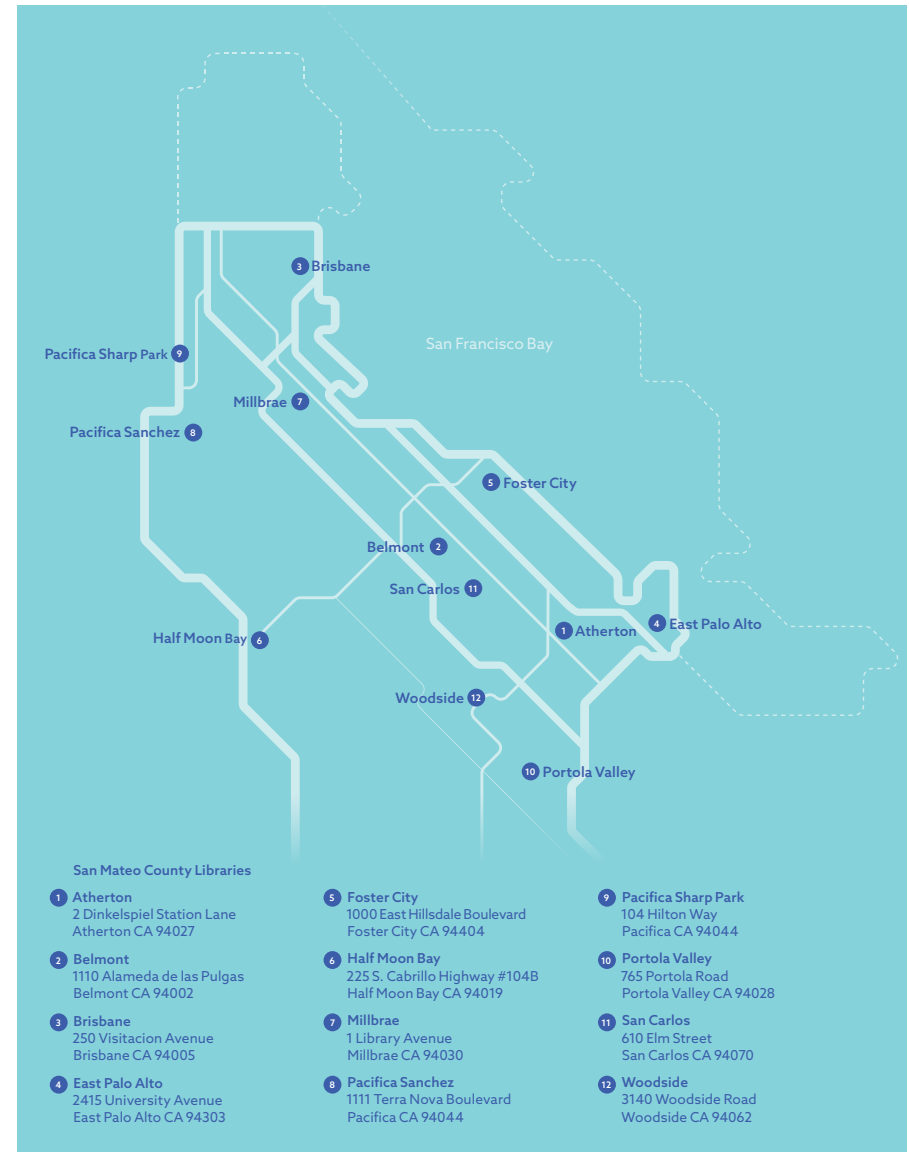 3 Brisbane
San Francisco Bay
Pacifica Sharp Park 9
Millbrae 7
Pacifica Sanchez 8
5 Foster City
Belmont 2
San Carlos 11
4 East Palo Alto
1 Atherton
Half Moon Bay 6
Woodside 12
10 Portola Valley
San Mateo County Libraries
1 Atherton
2 Dinkelspiel Station Lane
Atherton CA 94027
2 Belmont
1110 Alameda de las Pulgas
Belmont CA 94002
3 Brisbane
250 Visitacion Avenue
Brisbane CA 94005
4 East Palo Alto
2415 University Avenue
East Palo Alto CA 94303
5 Foster City
1000 East Hillsdale Boulevard
Foster City CA 94404
6 Half Moon Bay
225 S. Cabrillo Highway #104B
Half Moon Bay CA 94019
7 Millbrae
1 Library Avenue
Millbrae CA 94030
8 Pacifica Sanchez
1111 Terra Nova Boulevard
Pacifica CA 94044
9 Pacifica Sharp Park
104 Hilton Way
Pacifica CA 94044
10 Portola Valley
765 Portola Road
Portola Valley CA 94028
11 San Carlos
610 Elm Street
San Carlos CA 94070
12 Woodside
3140 Woodside Road
Woodside CA 94062